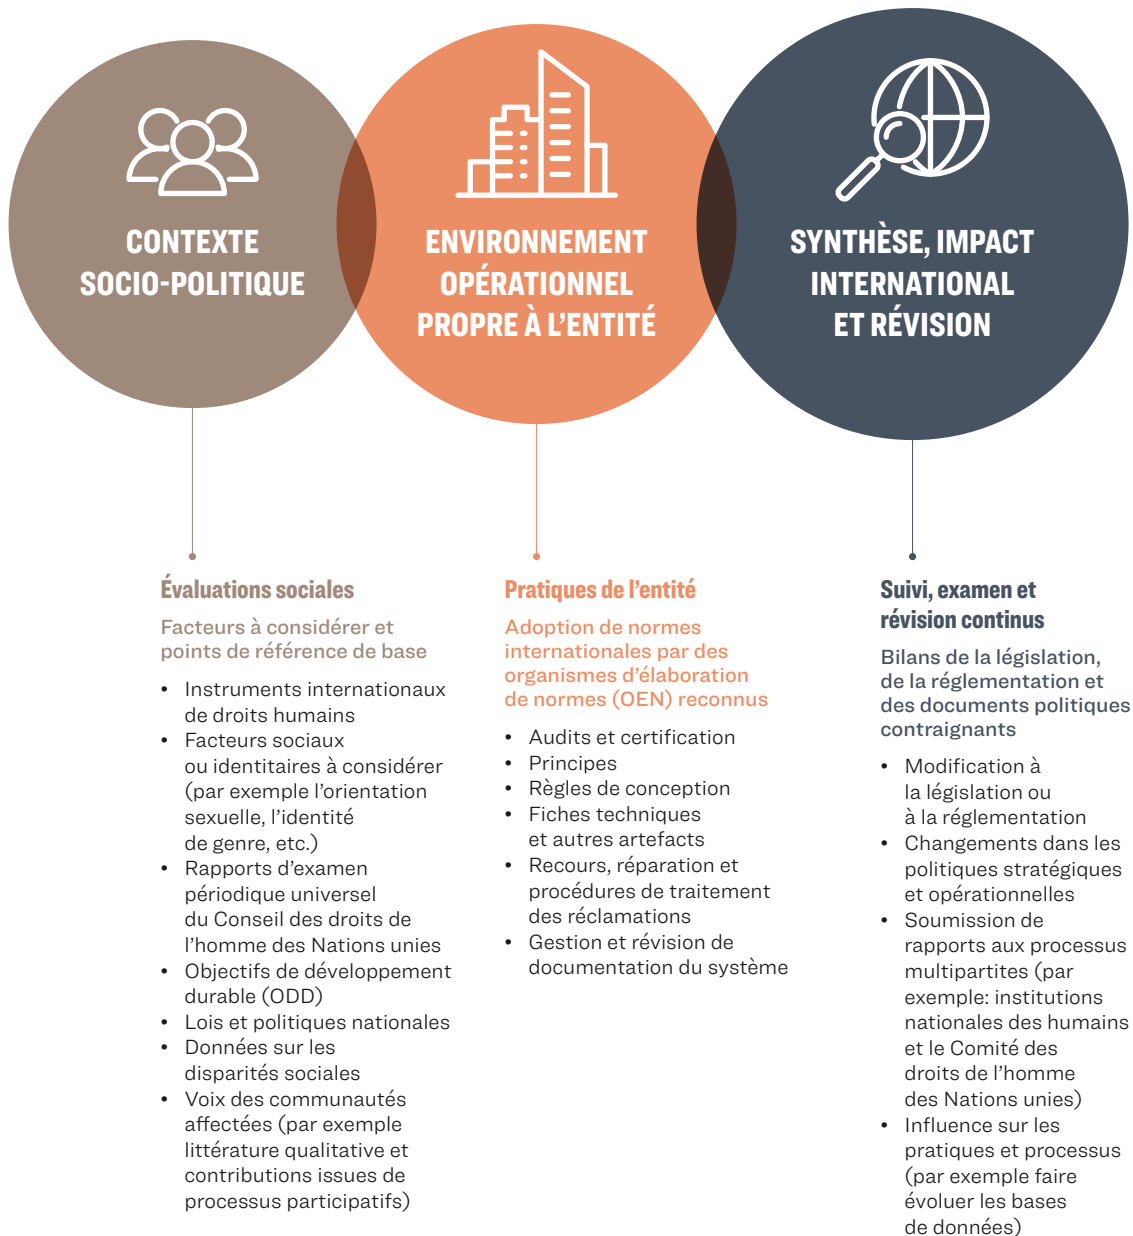 CONTEXTE
SOCIO-POLITIQUE
ENVIRONNEMENT
OPÉRATIONNEL
PROPRE À L’ENTITÉ
SYNTHÈSE, IMPACT
INTERNATIONAL
ET RÉVISION
Évaluations sociales
Facteurs à considérer et
points de référence de base
• Instruments internationaux
de droits humains
• Facteurs sociaux
ou identitaires à considérer
(par exemple l’orientation
sexuelle, l’identité
de genre, etc.)
• Rapports d’examen
périodique universel
du Conseil des droits de
l’homme des Nations unies
• Objectifs de développement
durable (ODD)
• Lois et politiques nationales
• Données sur les
disparités sociales
• Voix des communautés
affectées (par exemple
littérature qualitative et
contributions issues de
processus participatifs)
Pratiques de l’entité
Adoption de normes
internationales par des
organismes d’élaboration
de normes (OEN) reconnus
• Audits et certification
• Principes
• Règles de conception
• Fiches techniques
et autres artefacts
• Recours, réparation et
procédures de traitement
des réclamations
• Gestion et révision de
documentation du système
Suivi, examen et
révision continus
Bilans de la législation,
de la réglementation et
des documents politiques
contraignants
• Modification à
la législation ou
à la réglementation
• Changements dans les
politiques stratégiques
et opérationnelles
• Soumission de
rapports aux processus
multipartites (par
exemple: institutions
nationales des humains
et le Comité des
droits de l’homme
des Nations unies)
• Influence sur les
pratiques et processus
(par exemple faire
évoluer les bases
de données)